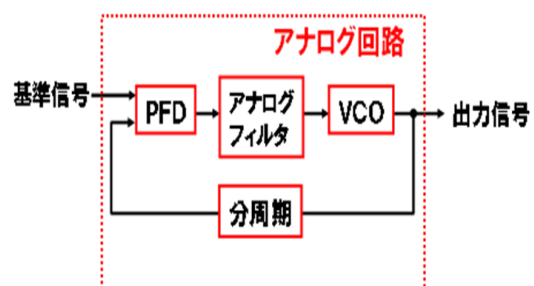 アナログ回路
基準信号
PFD
アナログ
フィルタ
VCO
出力信号
分周期